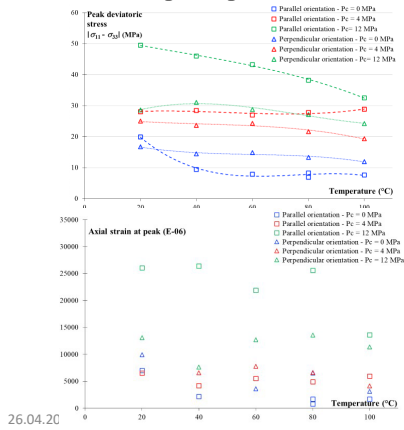 Peak deviatoric
stress
|σ11 - σ33| (MPa)
Parallel orientation - Pc = 0 MPa
Parallel orientation - Pc = 4 MPa
Parallel orientation - Pc = 12 MPa
Perpendicular orientation - Pc = 0 MPa
Perpendicular orientation - Pc = 4 MPa
Perpendicular orientation - Pc= 12 MPa
60
50
40
30
20
10
0
Temperature (°C)
0 20 40 60 80 100
Axial strain at peak (E-06)
Parallel orientation - Pc = 0 MPa
Parallel orientation - Pc = 4 MPa
Parallel orientation - Pc = 12 MPa
Perpendicular orientation - Pc = 0 MPa
Perpendicular orientation - Pc = 4 MPa
Perpendicular orientation - Pc = 12 MPa
35000
30000
25000
20000
15000
10000
5000
0
Temperature (°C)
0 20 40 60 80 100
26.04.20